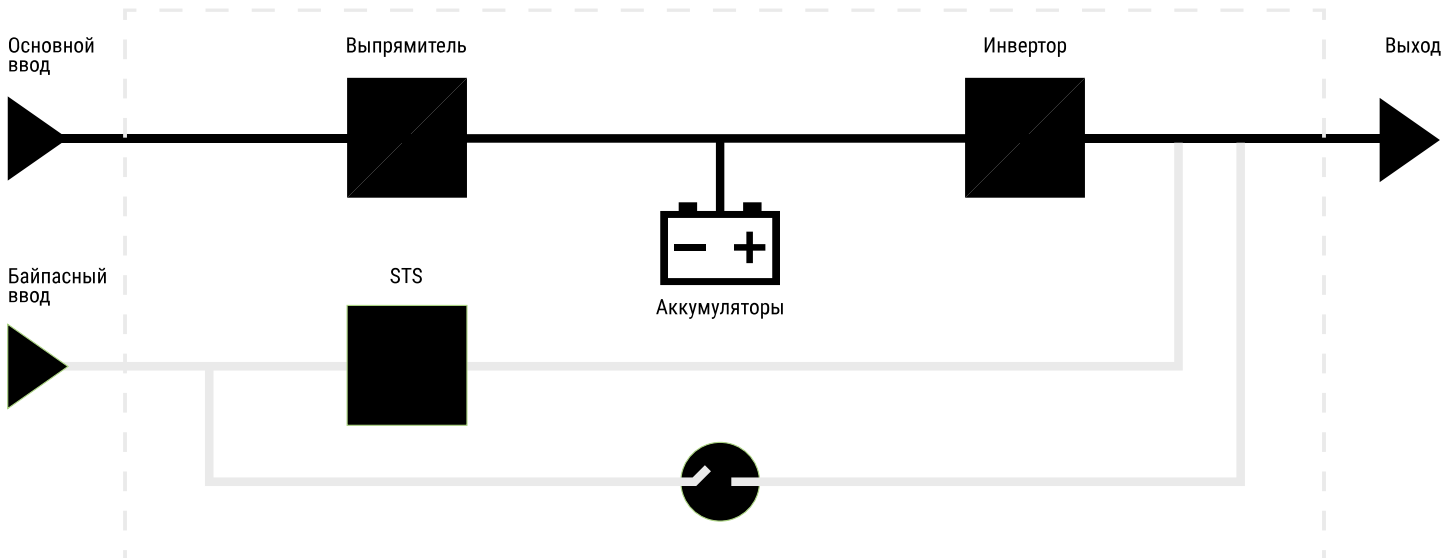 Основной
ввод
Выпрямитель
Инвертор
Выход
Байпасный
ввод
STS
Аккумуляторы